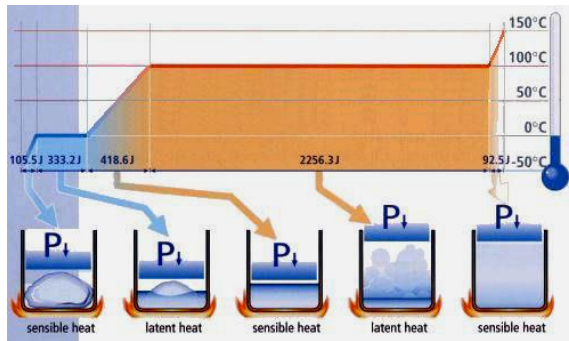 150°C
100°C
50°C
0°C
105.5J 333.2J 418.6J 2256.3J 92.5J -50°C
P↓ P↓ P↓ P↓ P↓
sensible heat latent heat sensible heat latent heat sensible heat